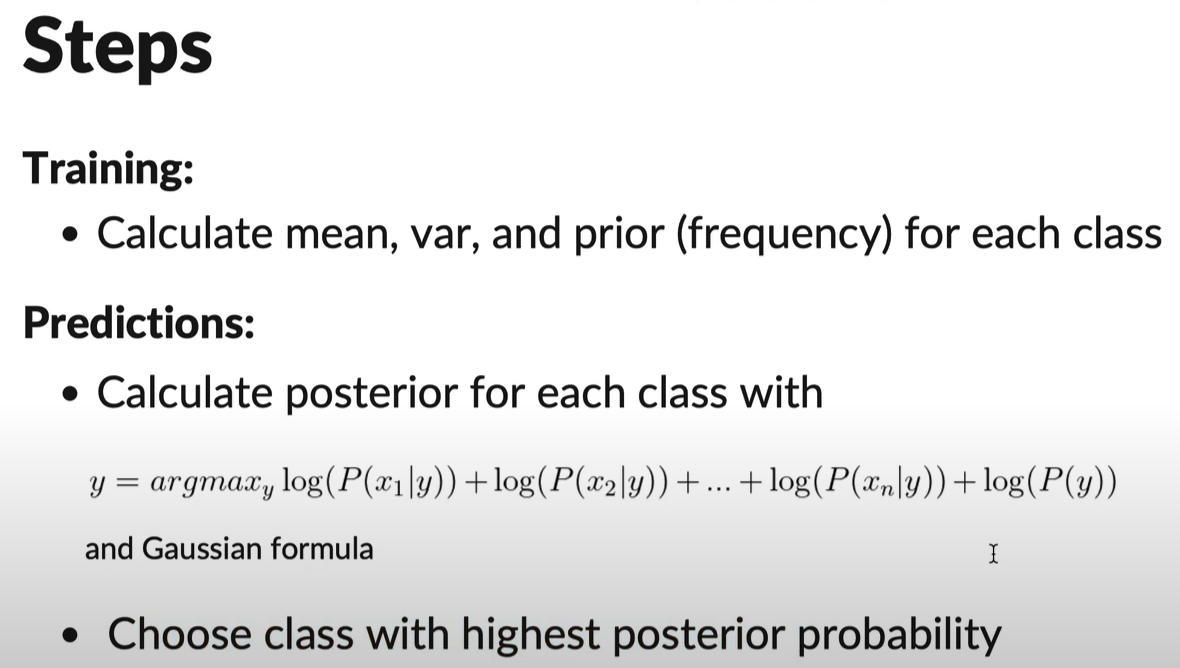 Steps
Training:
• Calculate mean, var, and prior (frequency) for each class
Predictions:
• Calculate posterior for each class with
y = argmax_y log(P(x_1|y)) + log(P(x_2|y)) + ... + log(P(x_n|y)) + log(P(y))
and Gaussian formula
• Choose class with highest posterior probability